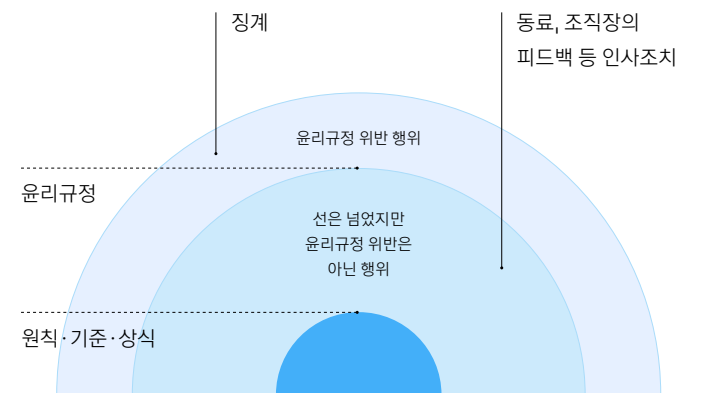 징계
동료, 조직장의
피드백 등 인사조치
윤리규정 위반 행위
윤리규정
선은 넘었지만
윤리규정 위반은
아닌 행위
원칙·기준·상식